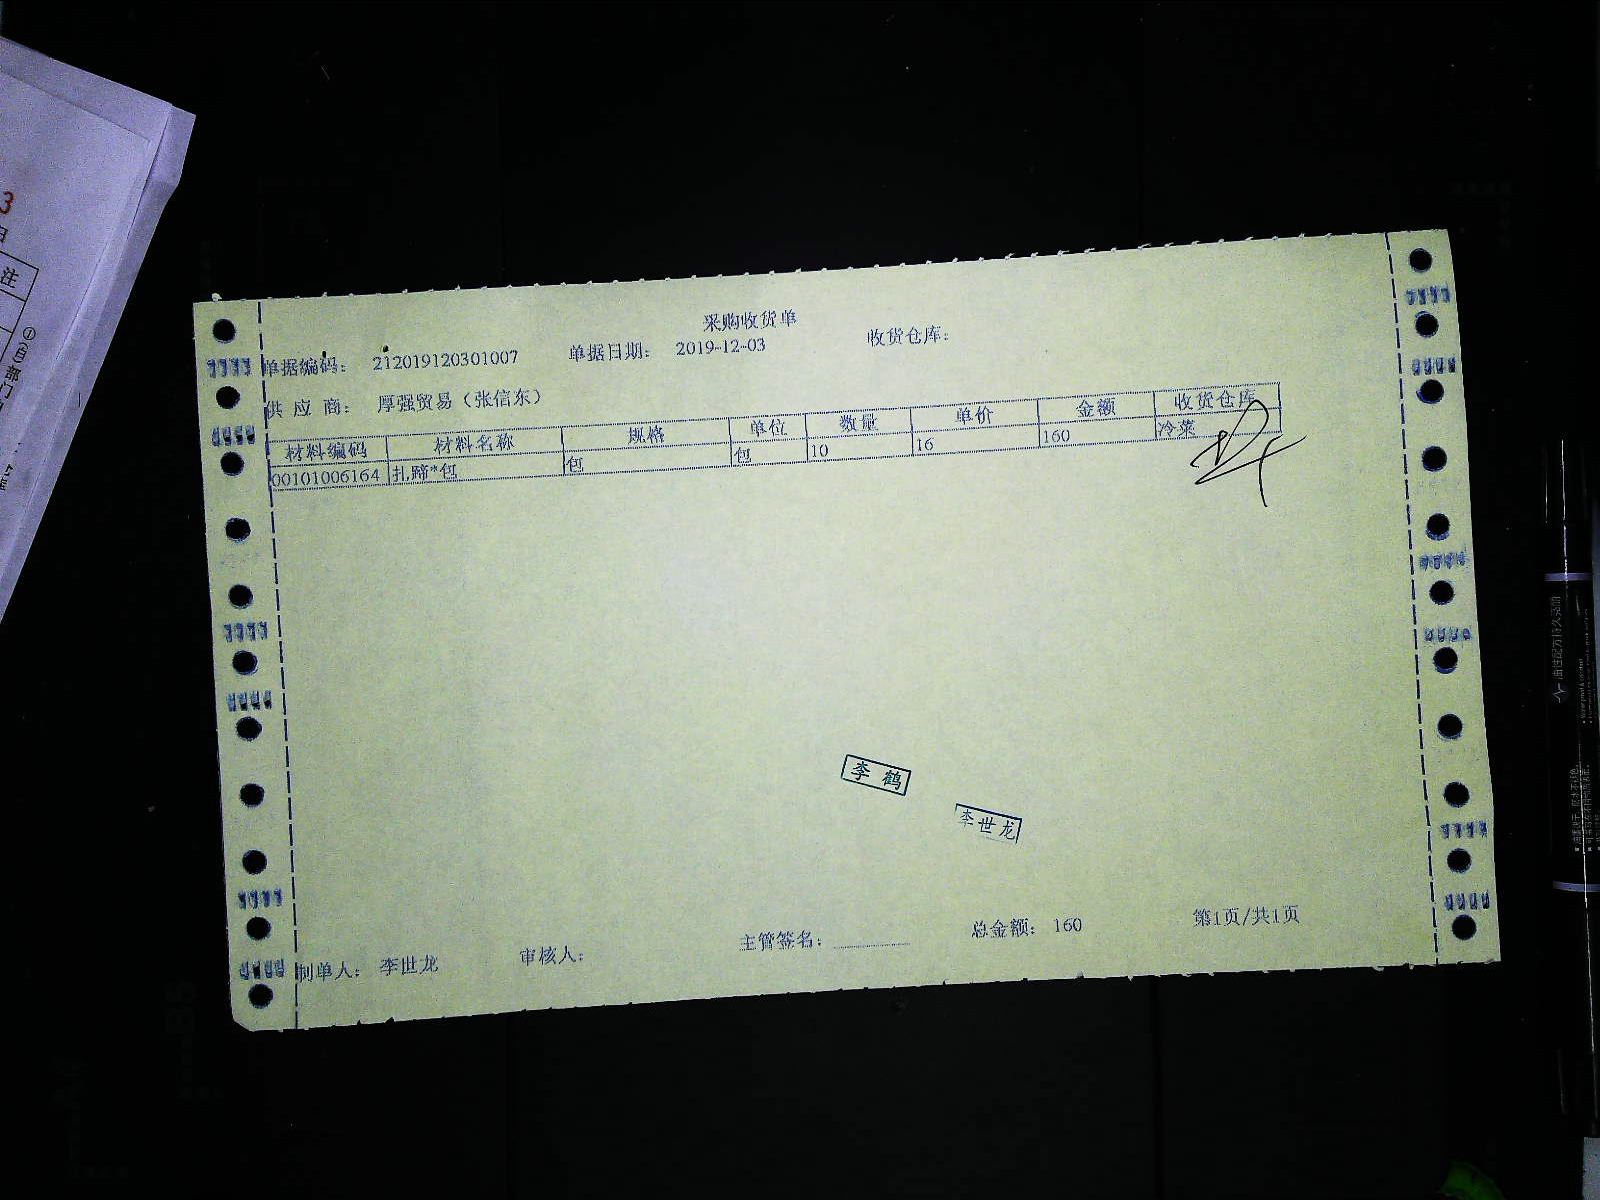 采购收货单
单据编码： 212019120301007 单据日期： 2019-12-03 收货仓库：
供 应 商： 厚强贸易（张信东）
材料编码 材料名称 规格 单位 数量 单价 金额 收货仓库
00101006164 扎蹄*包 包 包 10 16 160 冷菜
李鹤
李世龙
制单人： 李世龙 审核人： 主管签名： 总金额： 160 第1页/共1页
3
注
部门